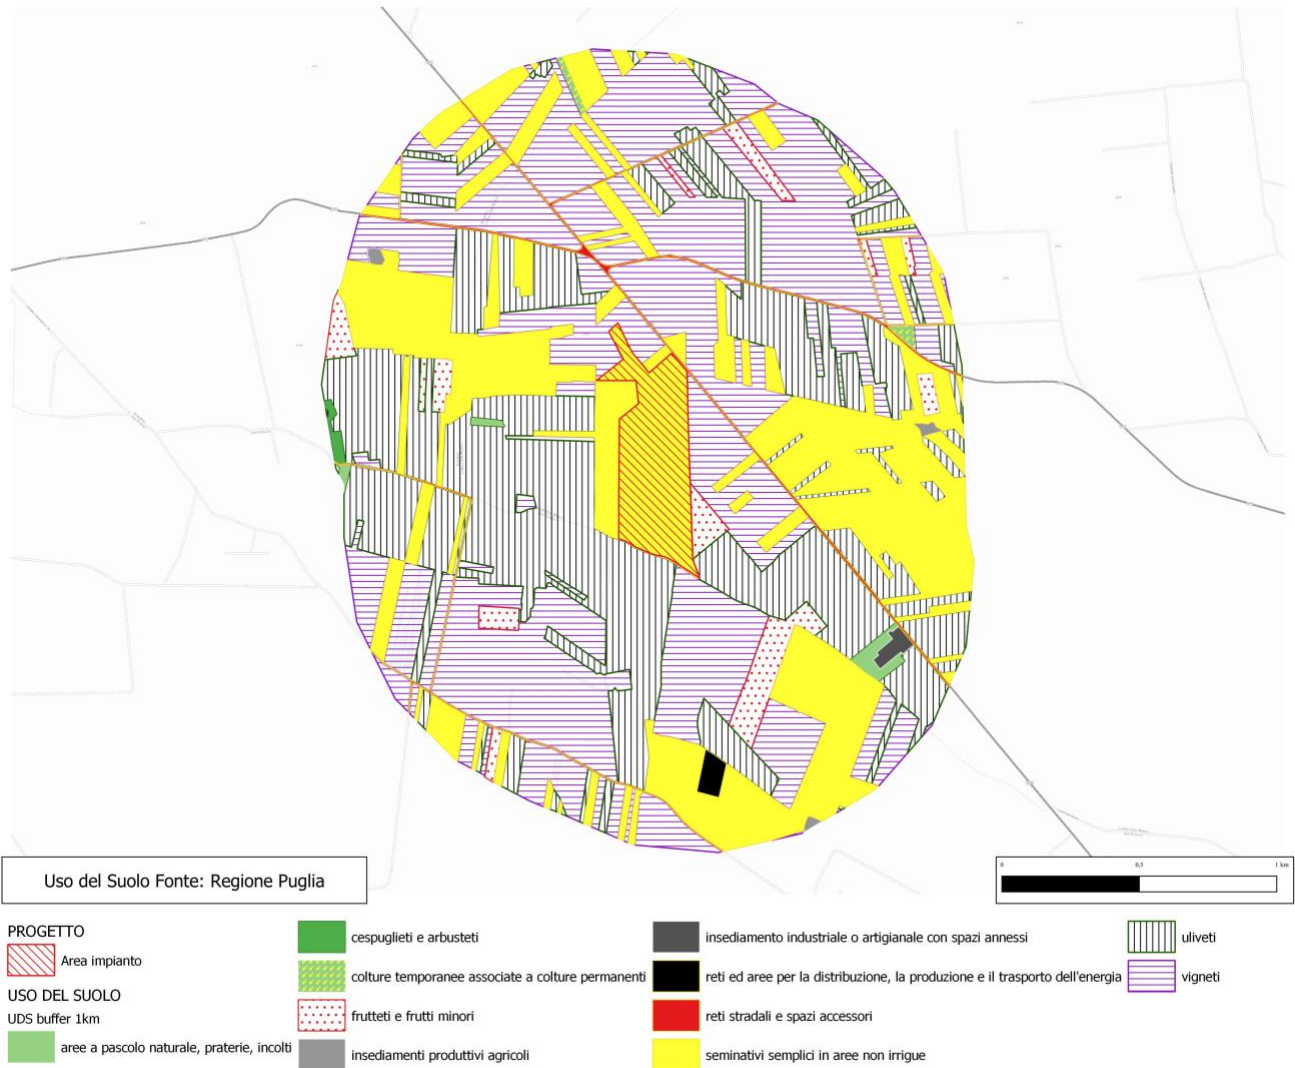 Uso del Suolo Fonte: Regione Puglia
0 0,5 1 km
PROGETTO
Area impianto
USO DEL SUOLO
UDS buffer 1km
aree a pascolo naturale, praterie, incolti
cespuglieti e arbusteti
colture temporanee associate a colture permanenti
frutteti e frutti minori
insediamenti produttivi agricoli
insediamento industriale o artigianale con spazi annessi
reti ed aree per la distribuzione, la produzione e il trasporto dell'energia
reti stradali e spazi accessori
seminativi semplici in aree non irrigue
uliveti
vigneti